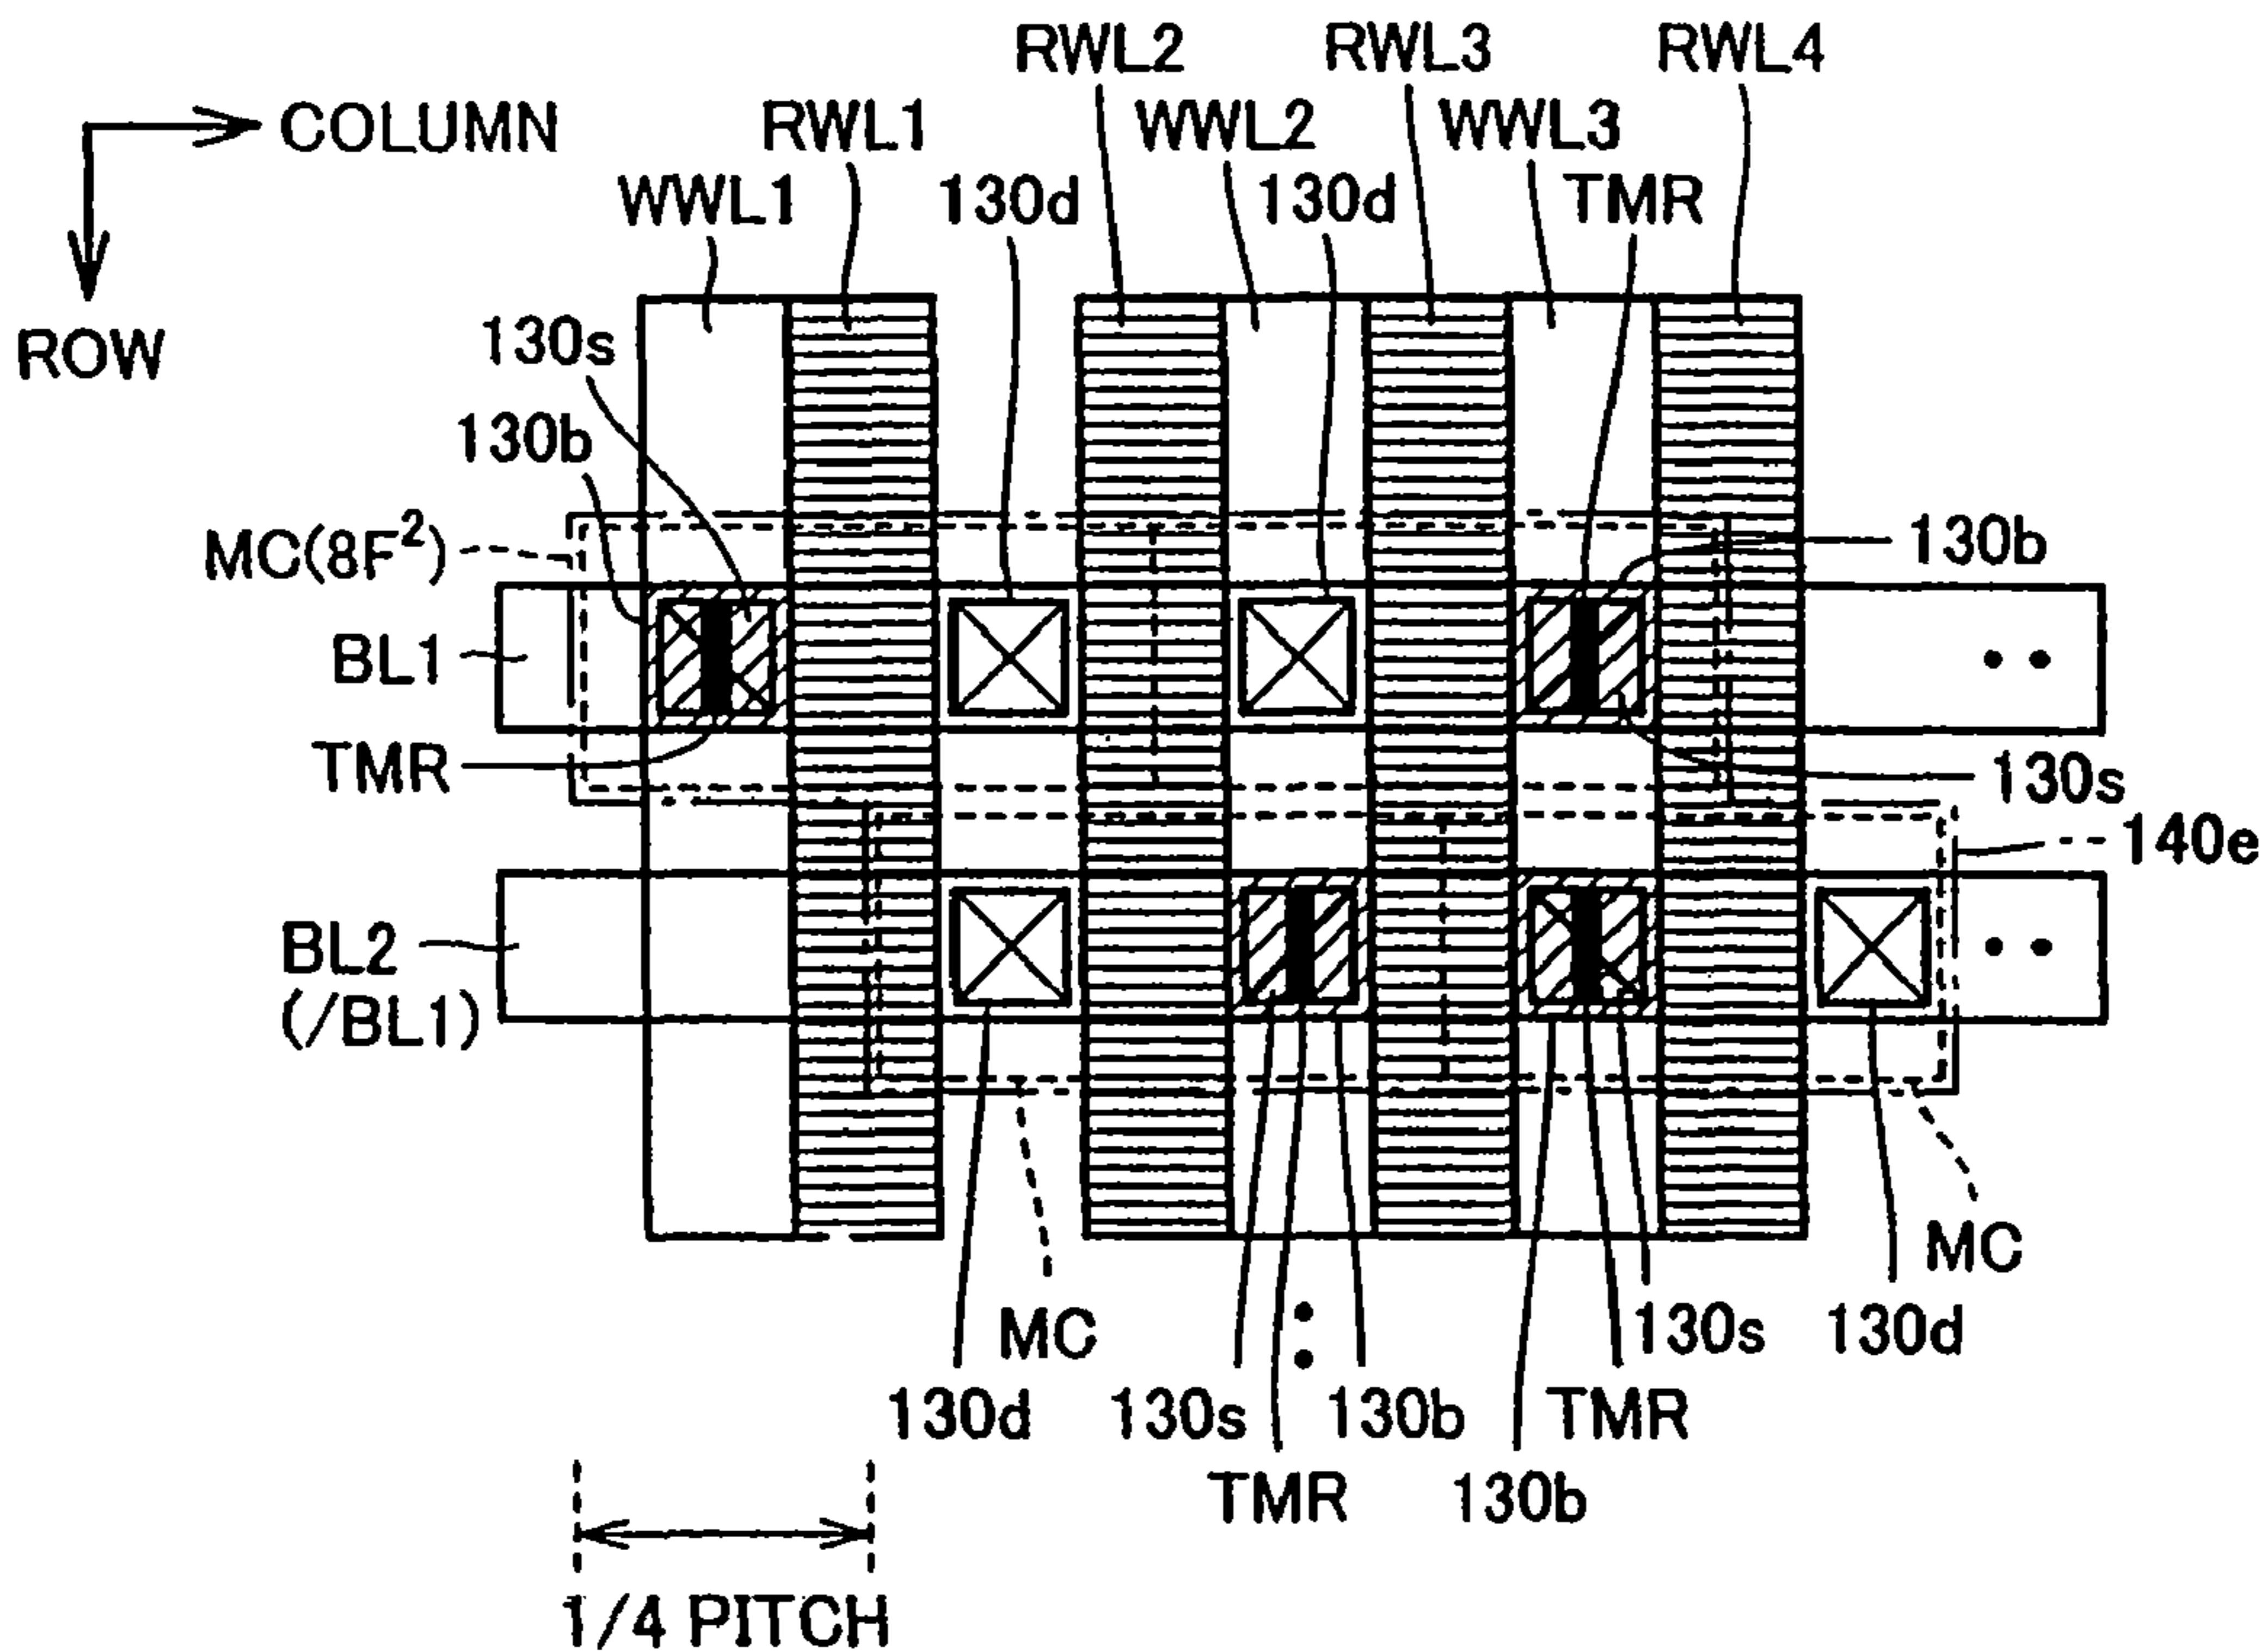 RWL2 RWL3 RWL4
COLUMN RWL1 WWL2 WWL3
WWL1 130d 130d TMR
ROW 130s
130b
MC(8F²) 130b
BL1
TMR 130s
140e
BL2
(/BL1)
MC
MC 130s 130d
130d 130s 130b TMR
TMR 130b
1/4 PITCH